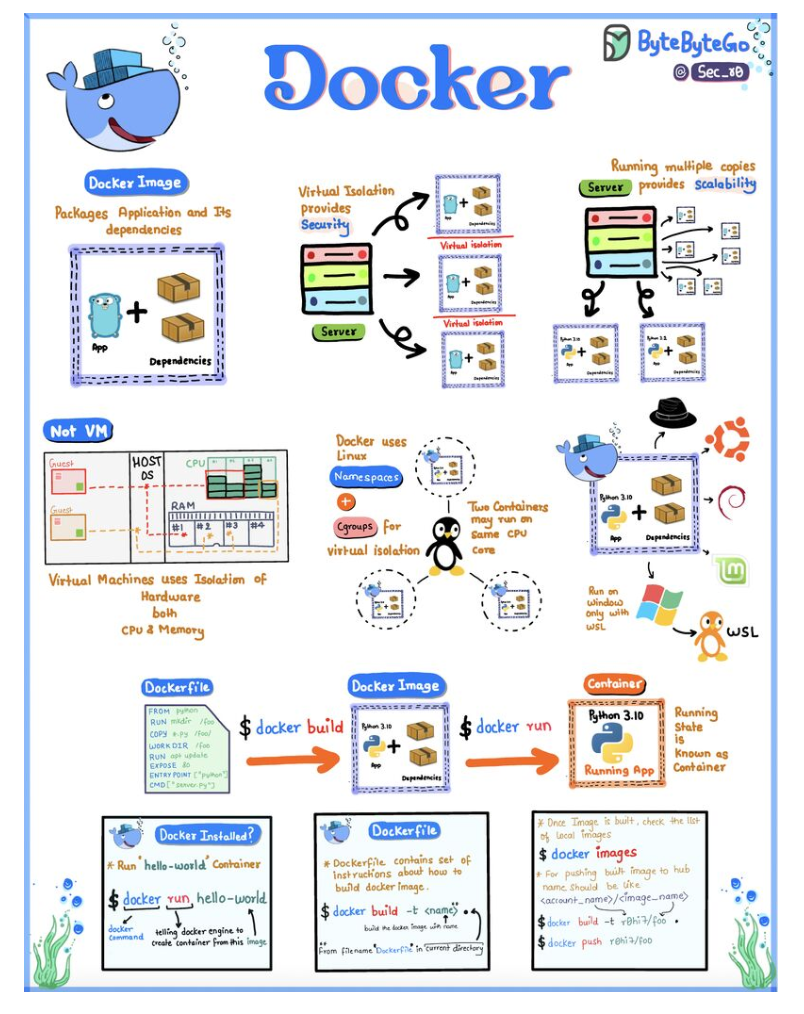 Docker
ByteByteGo
@ Sec_r0
Docker Image
Packages Application and Its
dependencies
App
Dependencies
Virtual Isolation
provides
Security
Server
App
Dependencies
Virtual isolation
App
Dependencies
Virtual isolation
App
Dependencies
Running multiple copies
provides Scalability
Server
Python 3.10
App
Dependencies
App
Dependencies
Not VM
Guest
Guest
HOST
OS
CPU
RAM
#1 #2 #3 #4
Virtual Machines uses Isolation of
Hardware
both
CPU & Memory
Docker uses
Linux
Namespaces
+
Cgroups for
virtual isolation
Two Containers
may run on
same CPU
core
Python 3.10
App
Dependencies
Run on
Window
only with
WSL
WSL
Dockerfile
FROM python
RUN mkdir /foo
COPY *.py /foo/
WORKDIR /foo
RUN apt update
EXPOSE 80
ENTRYPOINT ["python"]
CMD ["server.py"]
$ docker build
Docker Image
Python 3.10
App
Dependencies
$ docker run
Container
Python 3.10
Running App
Running
State
is
Known as
Container
Docker Installed?
* Run "hello-world" Container
$ docker run hello-world
docker
command
telling docker engine to
create container from this image
Dockerfile
* Dockerfile contains set of
instructions about how to
build docker image.
$ docker build -t <name> .
build the docker image with name
From filename "Dockerfile" in current directory
* Once Image is built, check the list
of local images
$ docker images
* For pushing built image to hub
name should be like
<account_name>/<image_name>
$ docker build -t r0hi7/foo .
$ docker push r0hi7/foo